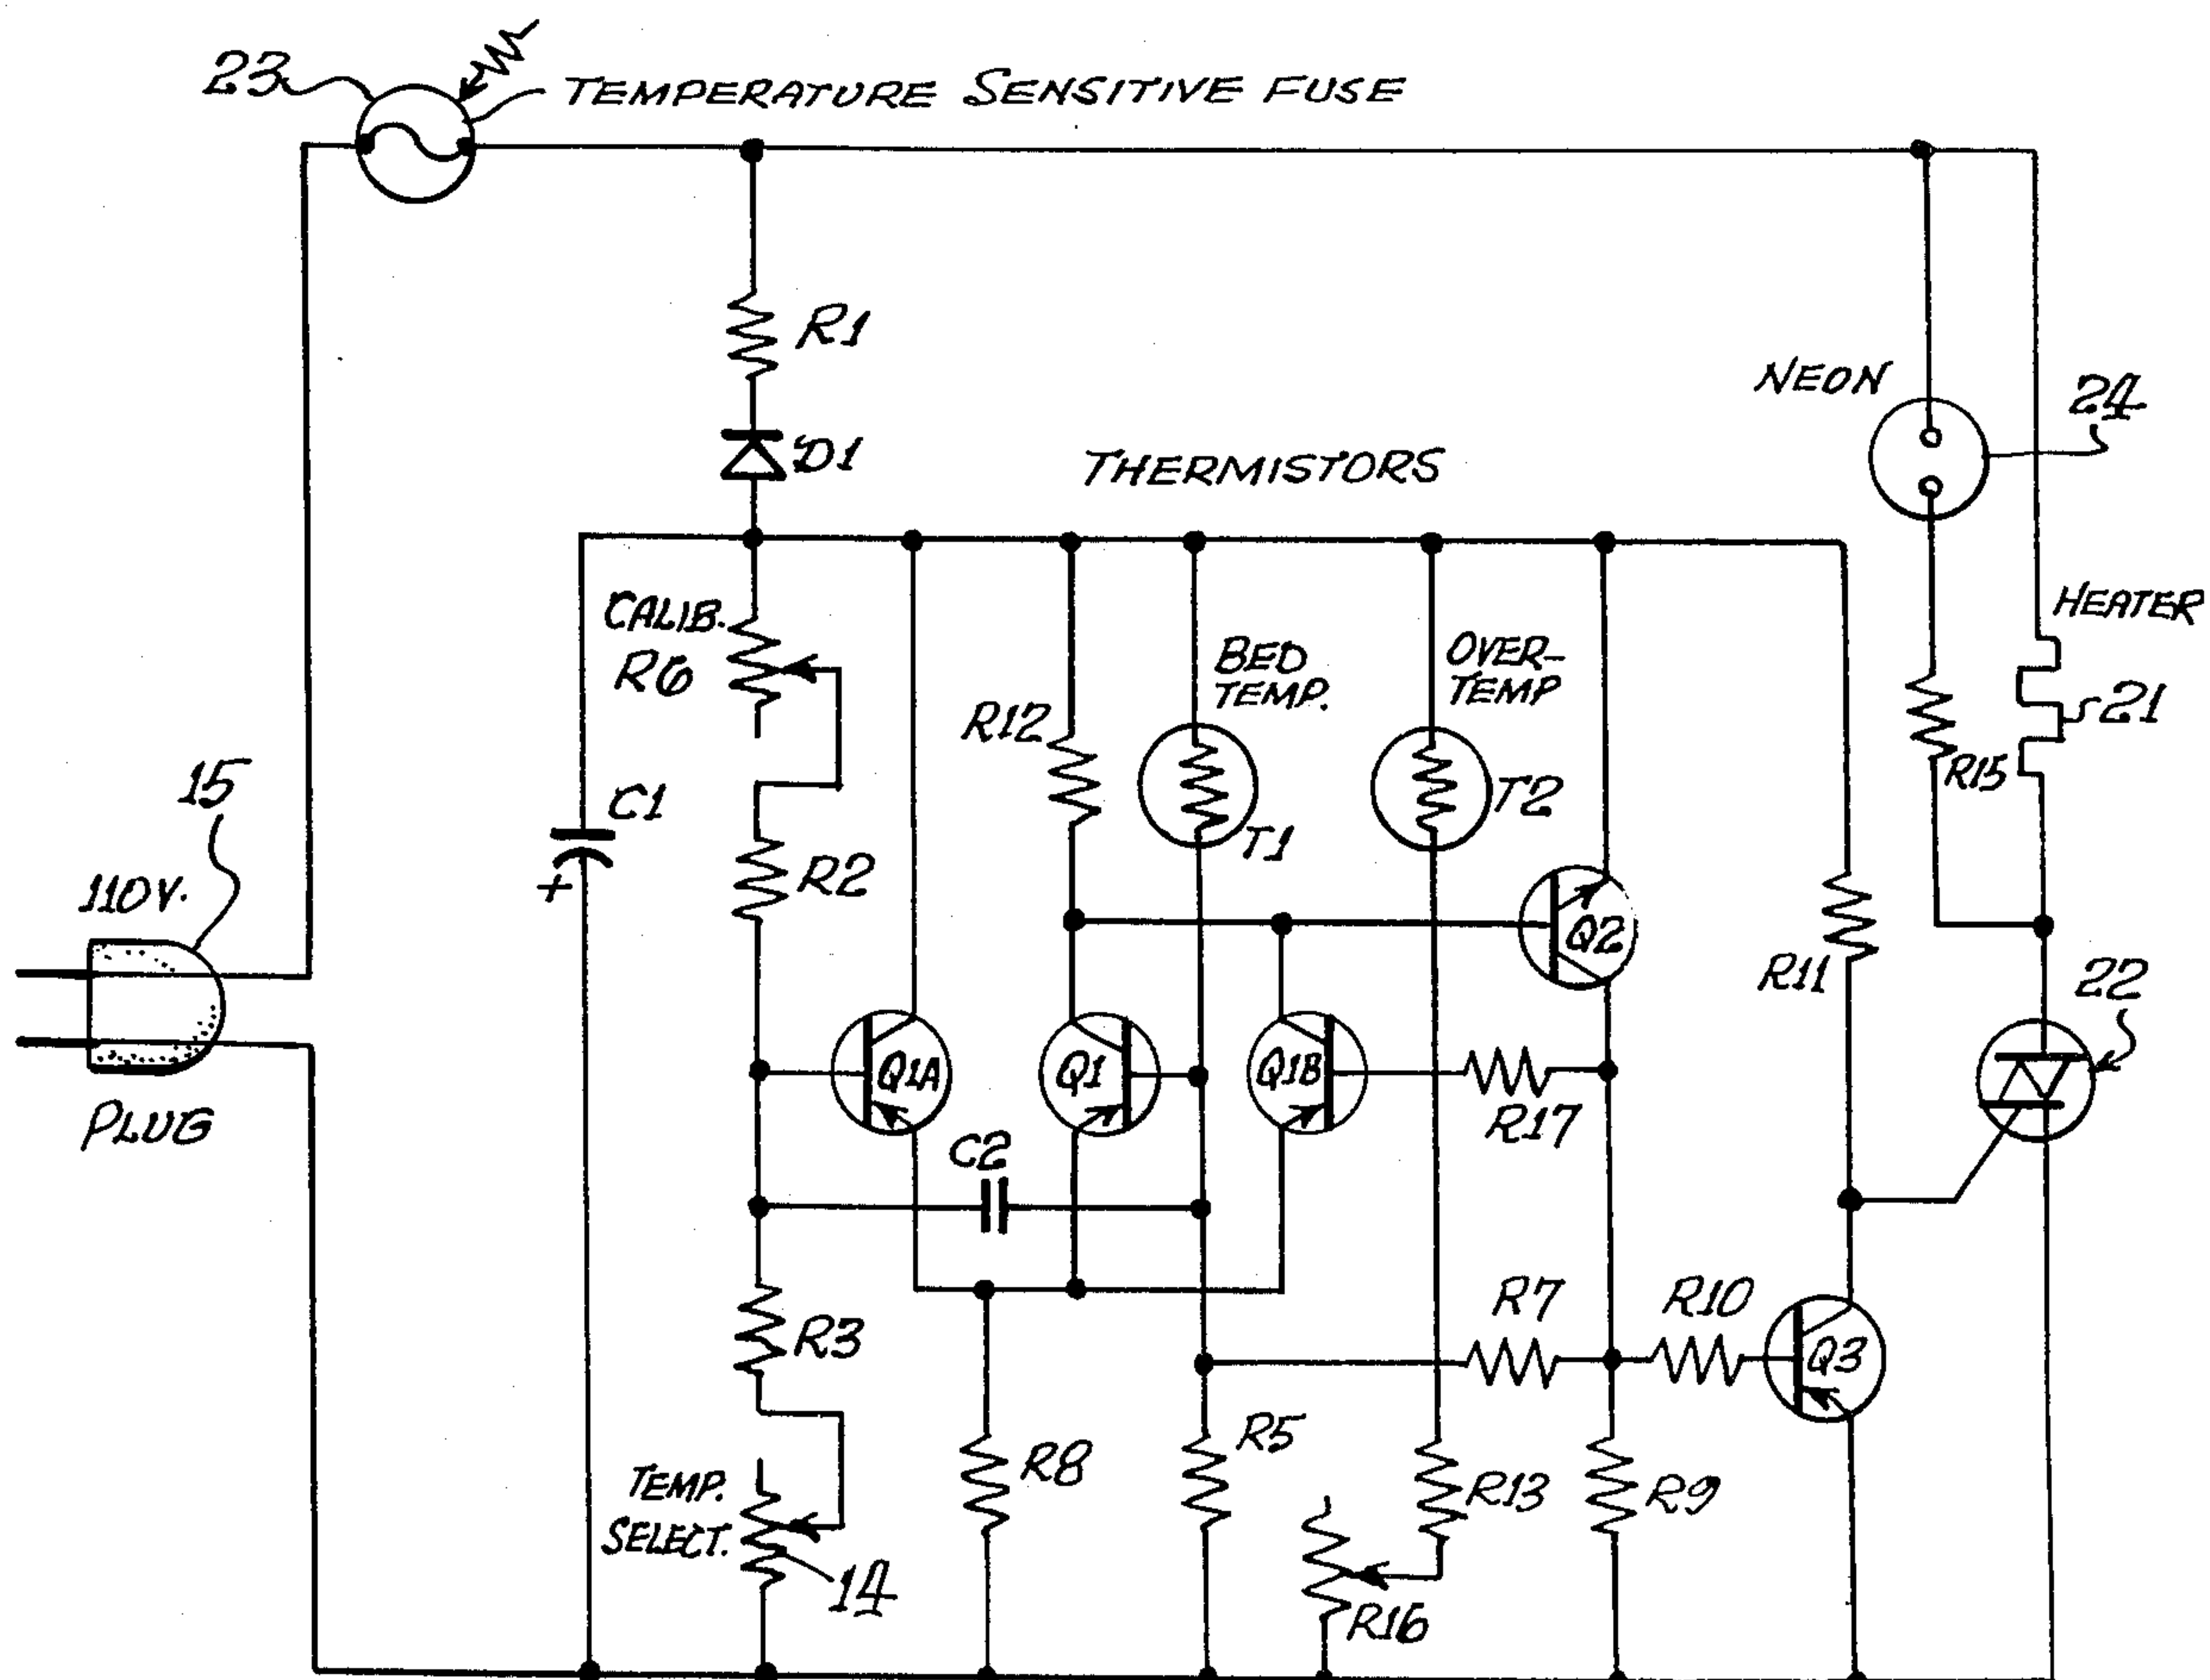 23
TEMPERATURE SENSITIVE FUSE
R1
NEON
24
D1
THERMISTORS
CALIB.
R6
HEATER
BED
TEMP.
OVER-
TEMP
R12
21
15
C1
T2
R15
T1
R2
110V.
Q2
R11
22
Q1A
Q1
Q1B
PLUG
R17
C2
R7
R10
R3
Q3
R5
R8
TEMP.
SELECT.
R13
R9
14
R16
+